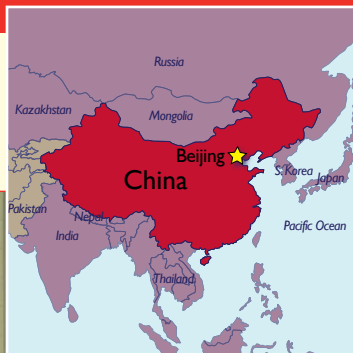 Russia
Kazakhstan
Mongolia
Beijing
China
S. Korea
Japan
Pakistan
Nepal
India
Pacific Ocean
Thailand